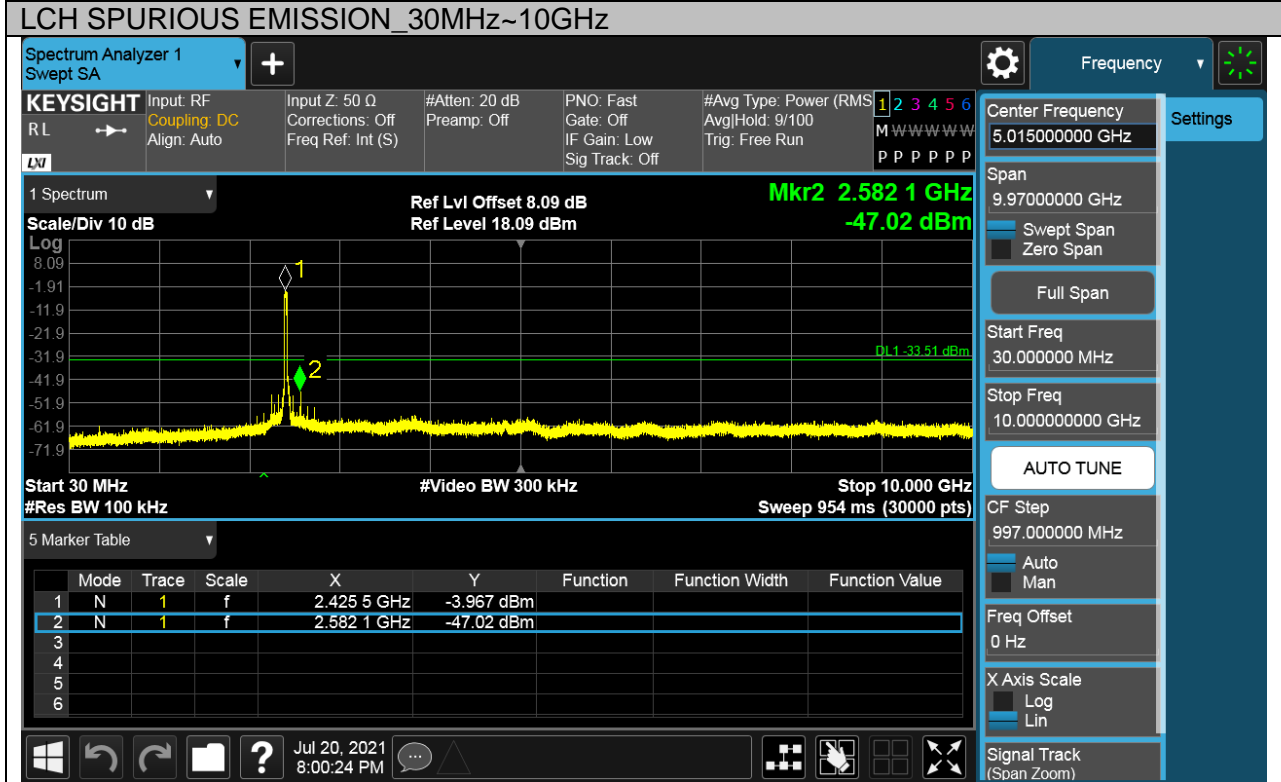 LCH SPURIOUS EMISSION_30MHz~10GHz
Spectrum Analyzer 1
Swept SA
+
Frequency
KEYSIGHT
RL
LXI
Input: RF
Coupling: DC
Align: Auto
Input Z: 50 Ω
Corrections: Off
Freq Ref: Int (S)
#Atten: 20 dB
Preamp: Off
PNO: Fast
Gate: Off
IF Gain: Low
Sig Track: Off
#Avg Type: Power (RMS
Avg|Hold: 9/100
Trig: Free Run
1 2 3 4 5 6
M W W W W W
P P P P P P
1 Spectrum
Scale/Div 10 dB
Ref Lvl Offset 8.09 dB
Ref Level 18.09 dBm
Mkr2 2.582 1 GHz
-47.02 dBm
Log
8.09
-1.91
-11.9
-21.9
-31.9
-41.9
-51.9
-61.9
-71.9
1
2
DL1 -33.51 dBm
Start 30 MHz
#Video BW 300 kHz
Stop 10.000 GHz
#Res BW 100 kHz
Sweep 954 ms (30000 pts)
5 Marker Table
Mode Trace Scale X Y Function Function Width Function Value
1 N 1 f 2.425 5 GHz -3.967 dBm
2 N 1 f 2.582 1 GHz -47.02 dBm
3
4
5
6
?
Jul 20, 2021
8:00:24 PM
Center Frequency
5.015000000 GHz
Settings
Span
9.97000000 GHz
Swept Span
Zero Span
Full Span
Start Freq
30.000000 MHz
Stop Freq
10.000000000 GHz
AUTO TUNE
CF Step
997.000000 MHz
Auto
Man
Freq Offset
0 Hz
X Axis Scale
Log
Lin
Signal Track
(Span Zoom)